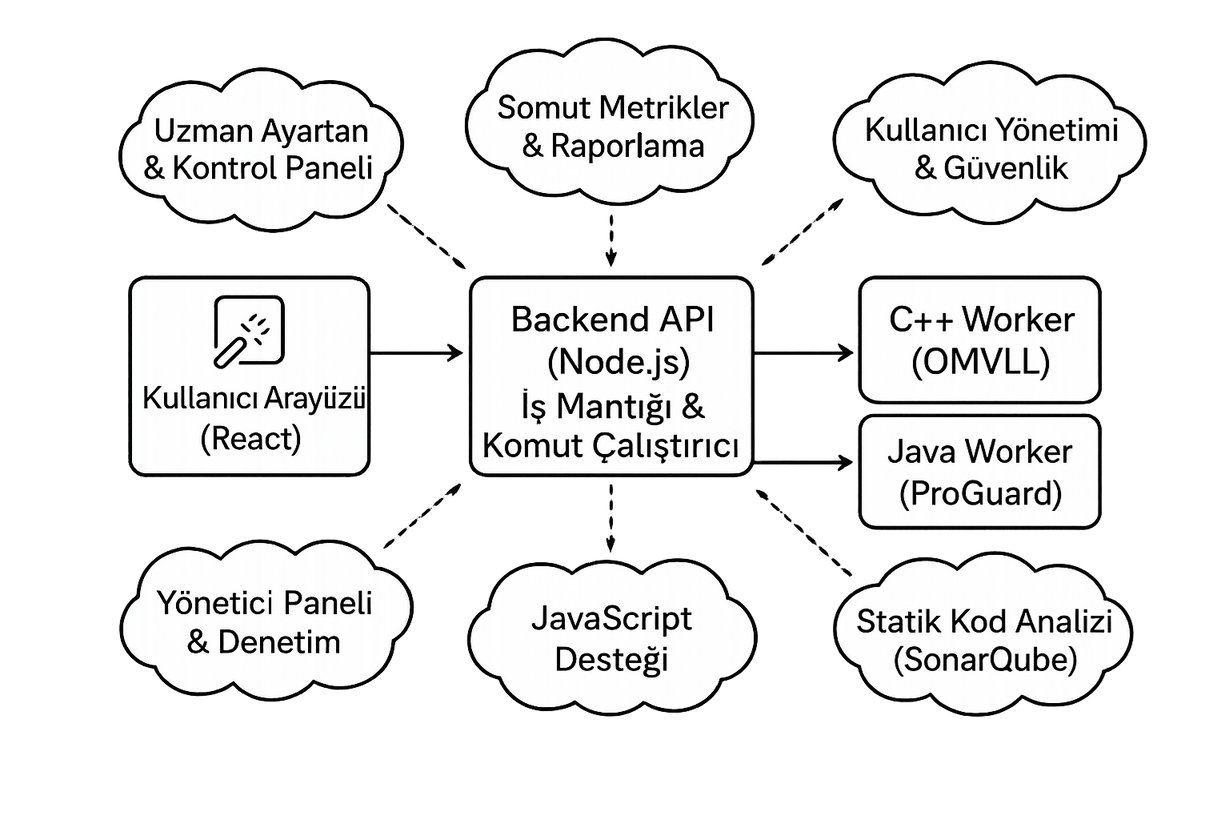 Uzman Ayartan
& Kontrol Paneli
Somut Metrikler
& Raporlama
Kullanıcı Yönetimi
& Güvenlik
Kullanıcı Arayüzü
(React)
Backend API
(Node.js)
İş Mantığı &
Komut Çalıştırıcı
C++ Worker
(OMVLL)
Java Worker
(ProGuard)
Yönetici Paneli
& Denetim
JavaScript
Desteği
Statik Kod Analizi
(SonarQube)